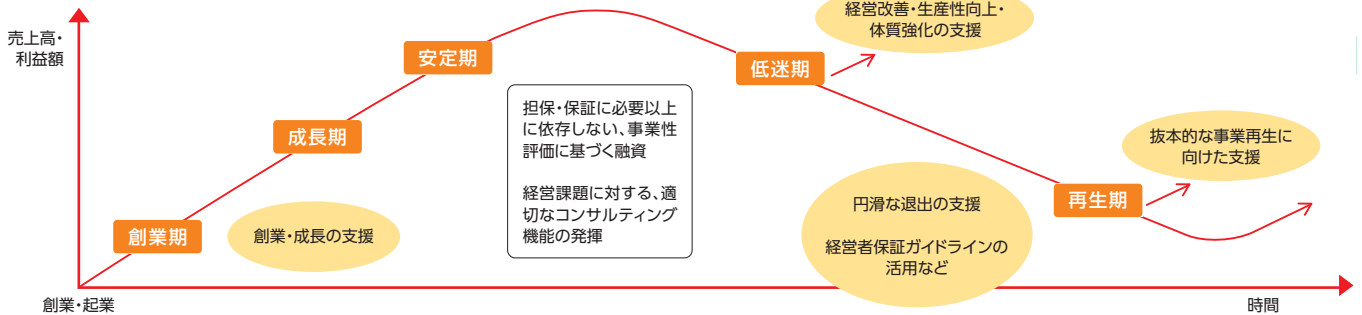 売上高・
利益額
創業期
成長期
安定期
低迷期
再生期
創業・成長の支援
担保・保証に必要以上
に依存しない、事業性
評価に基づく融資
経営課題に対する、適
切なコンサルティング
機能の発揮
経営改善・生産性向上・
体質強化の支援
円滑な退出の支援
経営者保証ガイドラインの
活用など
抜本的な事業再生に
向けた支援
創業・起業
時間